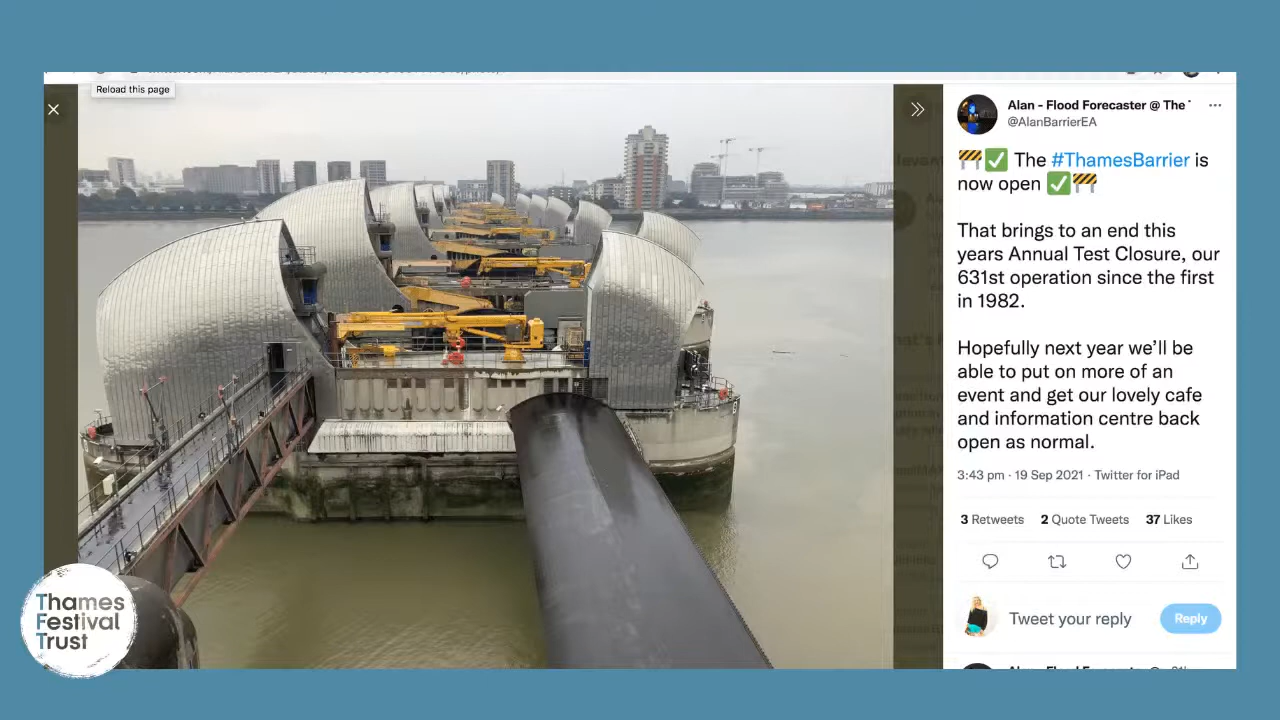 Reload this page
Alan - Flood Forecaster @ The
@AlanBarrierEA
🚧✅ The #ThamesBarrier is
now open ✅🚧
That brings to an end this
years Annual Test Closure, our
631st operation since the first
in 1982.
Hopefully next year we'll be
able to put on more of an
event and get our lovely cafe
and information centre back
open as normal.
3:43 pm · 19 Sep 2021 · Twitter for iPad
3 Retweets 2 Quote Tweets 37 Likes
Tweet your reply
Reply
Thames
Festival
Trust